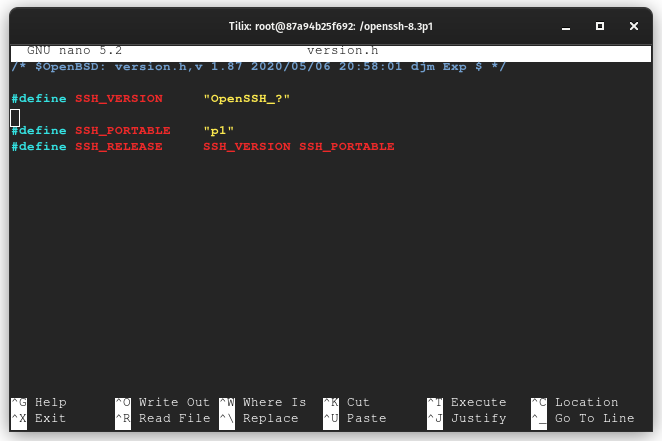 Tilix: root@87a94b25f692: /openssh-8.3p1
GNU nano 5.2 version.h
/* $OpenBSD: version.h,v 1.87 2020/05/06 20:58:01 djm Exp $ */
#define SSH_VERSION "OpenSSH_?"
#define SSH_PORTABLE "p1"
#define SSH_RELEASE SSH_VERSION SSH_PORTABLE
^G Help ^O Write Out ^W Where Is ^K Cut ^T Execute ^C Location
^X Exit ^R Read File ^\ Replace ^U Paste ^J Justify ^_ Go To Line